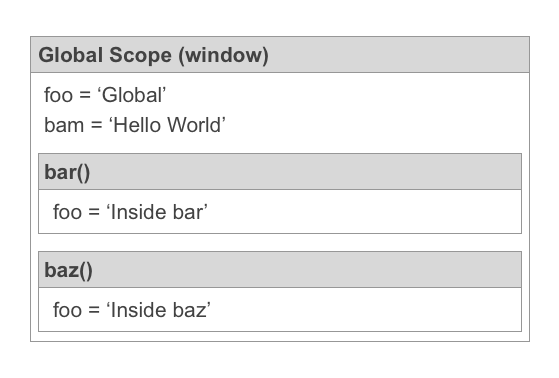 Global Scope (window)
foo = ‘Global’
bam = ‘Hello World’
bar()
foo = ‘Inside bar’
baz()
foo = ‘Inside baz’